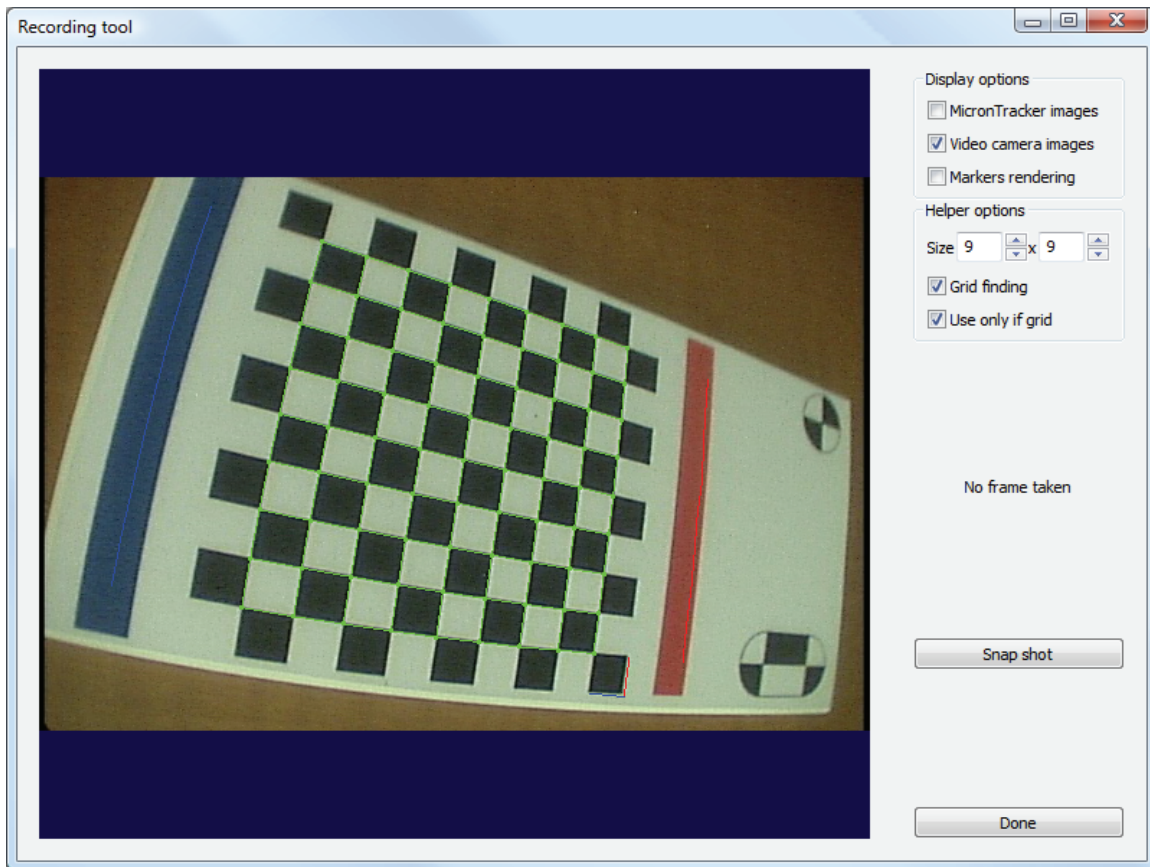 Recording tool
Display options
MicronTracker images
Video camera images
Markers rendering
Helper options
Size 9 x 9
Grid finding
Use only if grid
No frame taken
Snap shot
Done